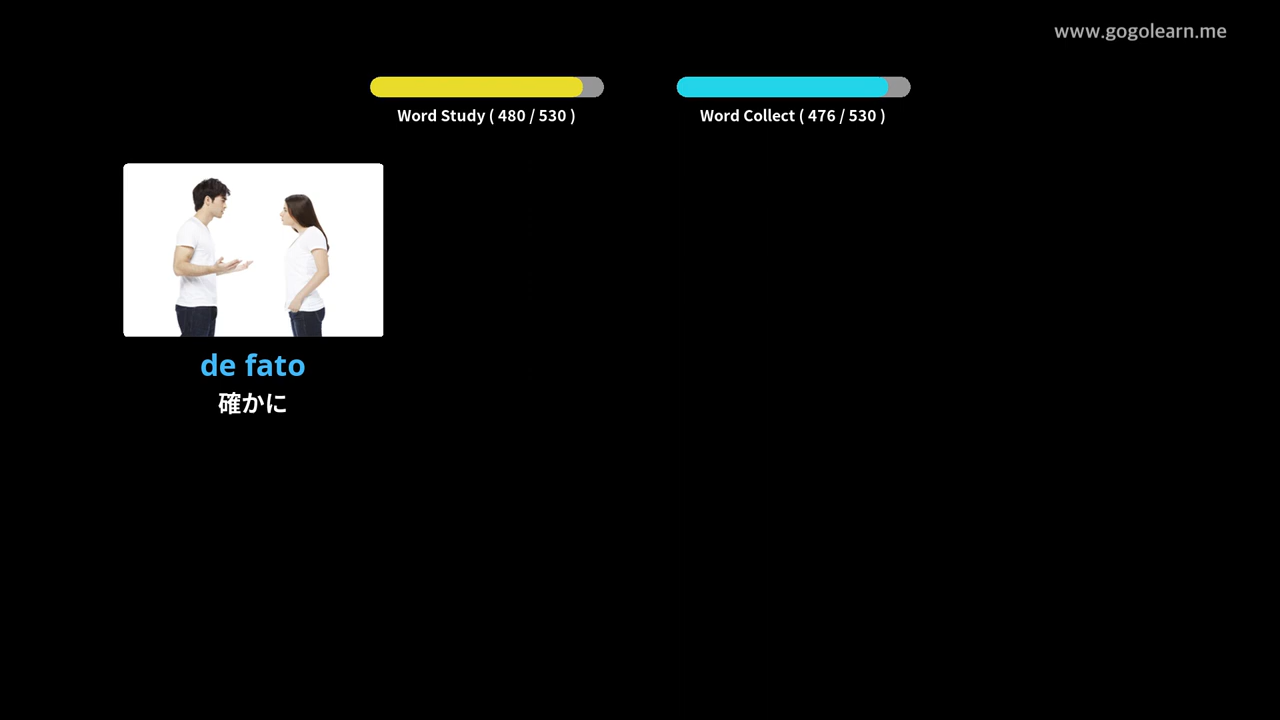 www.gogolearn.me
Word Study ( 480 / 530 )
Word Collect ( 476 / 530 )
de fato
確かに